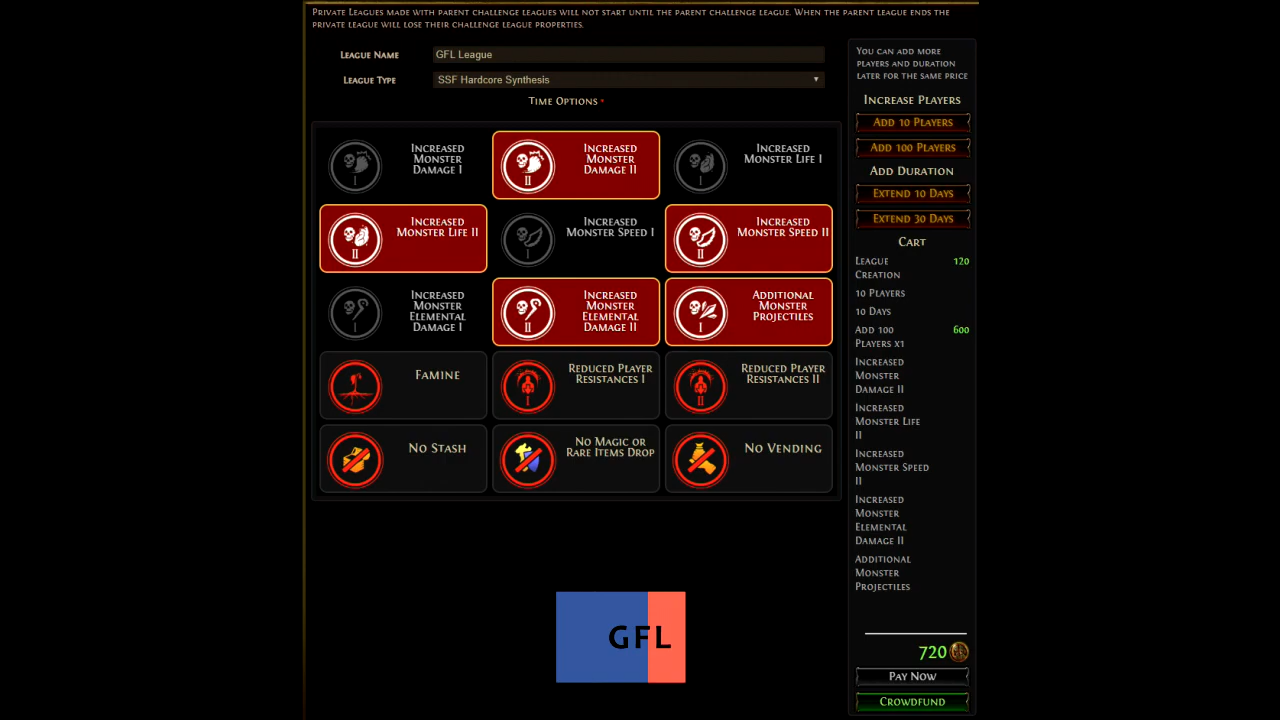 Private Leagues made with parent challenge leagues will not start until the parent challenge league. When the parent league ends the
private league will lose their challenge league properties.
League Name
GFL League
League Type
SSF Hardcore Synthesis
Time Options *
Increased
Monster
Damage I
I
Increased
Monster
Damage II
II
Increased
Monster Life I
I
Increased
Monster Life II
II
Increased
Monster Speed I
I
Increased
Monster Speed II
II
Increased
Monster
Elemental
Damage I
I
Increased
Monster
Elemental
Damage II
II
Additional
Monster
Projectiles
I
Famine
Reduced Player
Resistances I
I
Reduced Player
Resistances II
II
No Stash
No Magic or
Rare Items Drop
No Vending
You can add more
players and duration
later for the same price
Increase Players
Add 10 Players
Add 100 Players
Add Duration
Extend 10 Days
Extend 30 Days
Cart
League 120
Creation
10 Players
10 Days
Add 100 600
Players x1
Increased
Monster
Damage II
Increased
Monster Life
II
Increased
Monster Speed
II
Increased
Monster
Elemental
Damage II
Additional
Monster
Projectiles
720
Pay Now
Crowdfund
GFL